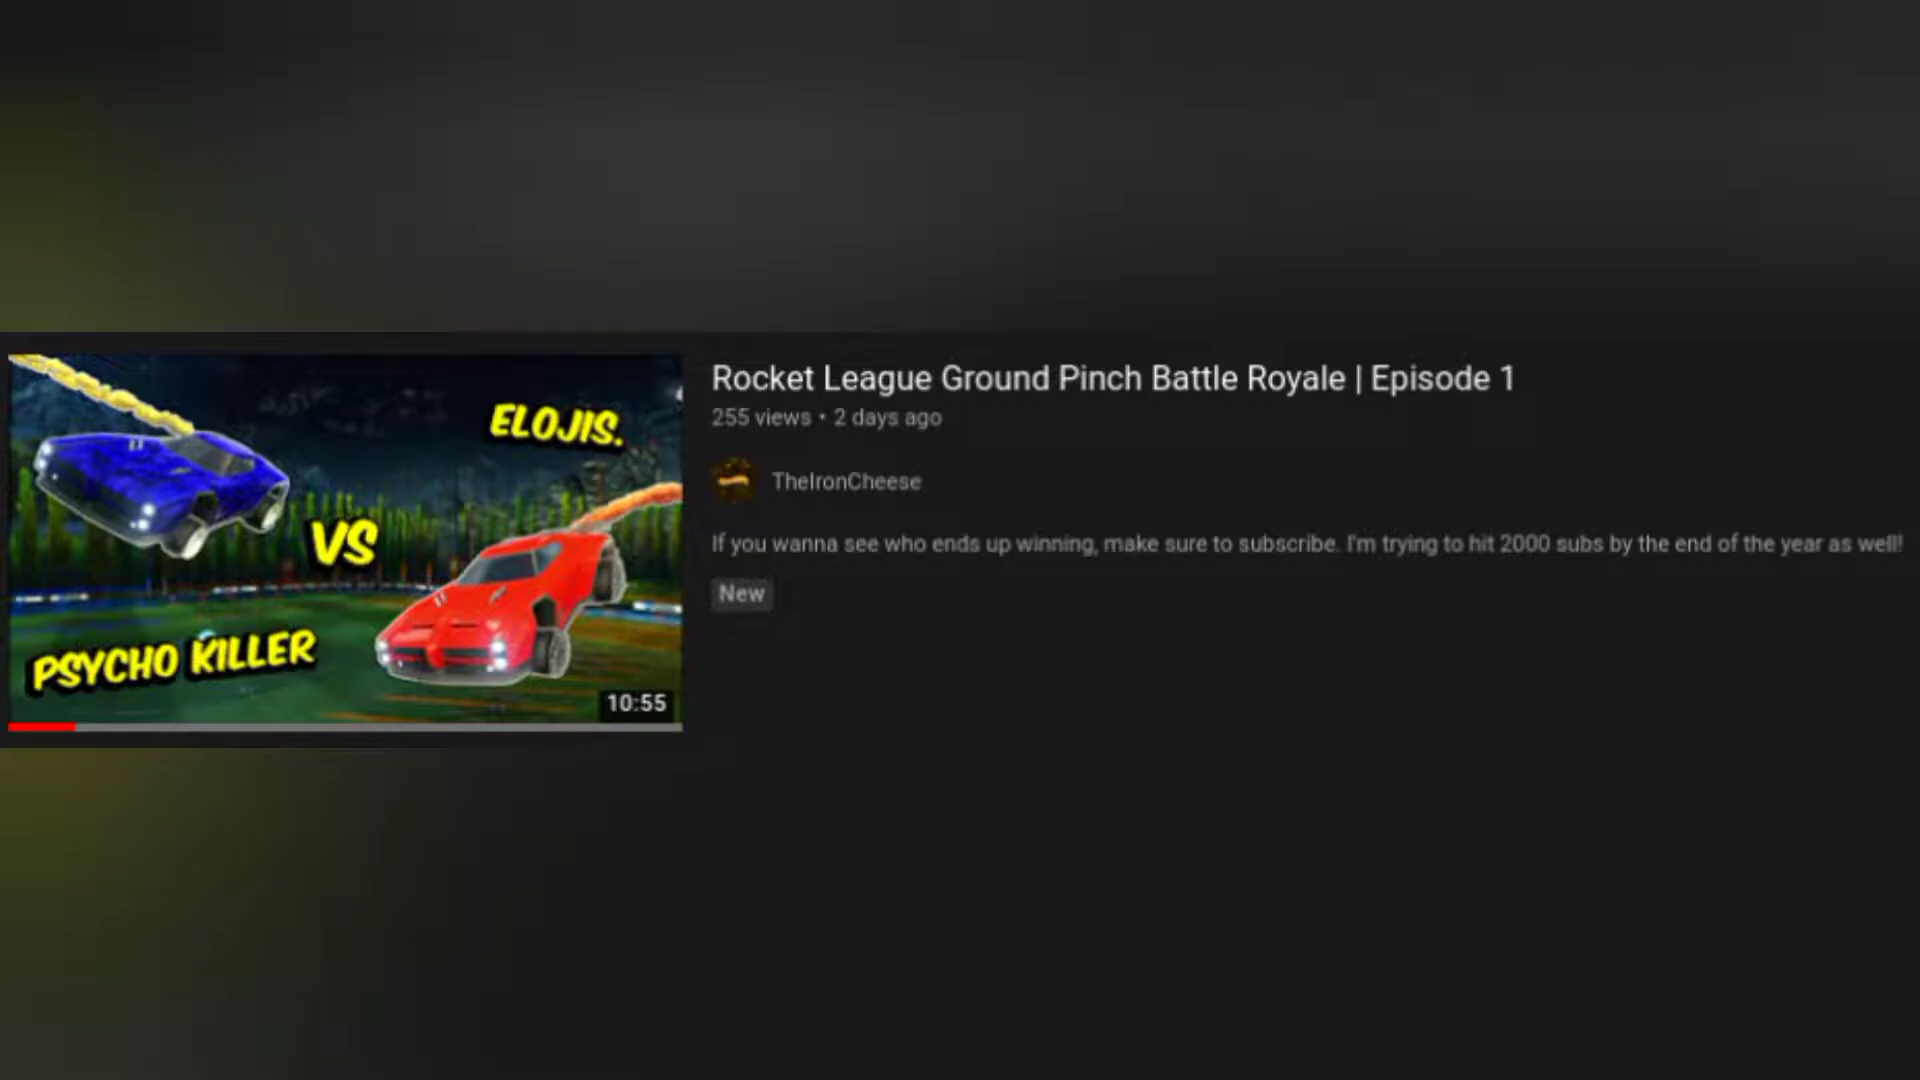 ELOJIS.
VS
PSYCHO KILLER
10:55
Rocket League Ground Pinch Battle Royale | Episode 1
255 views • 2 days ago
TheIronCheese
If you wanna see who ends up winning, make sure to subscribe. I'm trying to hit 2000 subs by the end of the year as well!
New